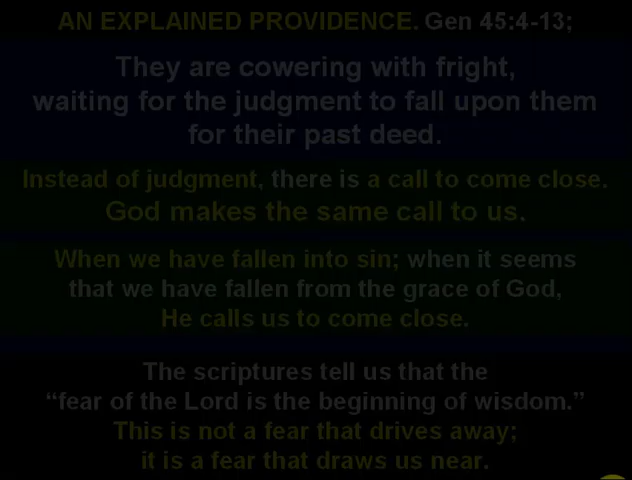 AN EXPLAINED PROVIDENCE. Gen 45:4-13;
They are cowering with fright,
waiting for the judgment to fall upon them
for their past deed.
Instead of judgment, there is a call to come close.
God makes the same call to us.
When we have fallen into sin; when it seems
that we have fallen from the grace of God,
He calls us to come close.
The scriptures tell us that the
“fear of the Lord is the beginning of wisdom.”
This is not a fear that drives away;
it is a fear that draws us near.